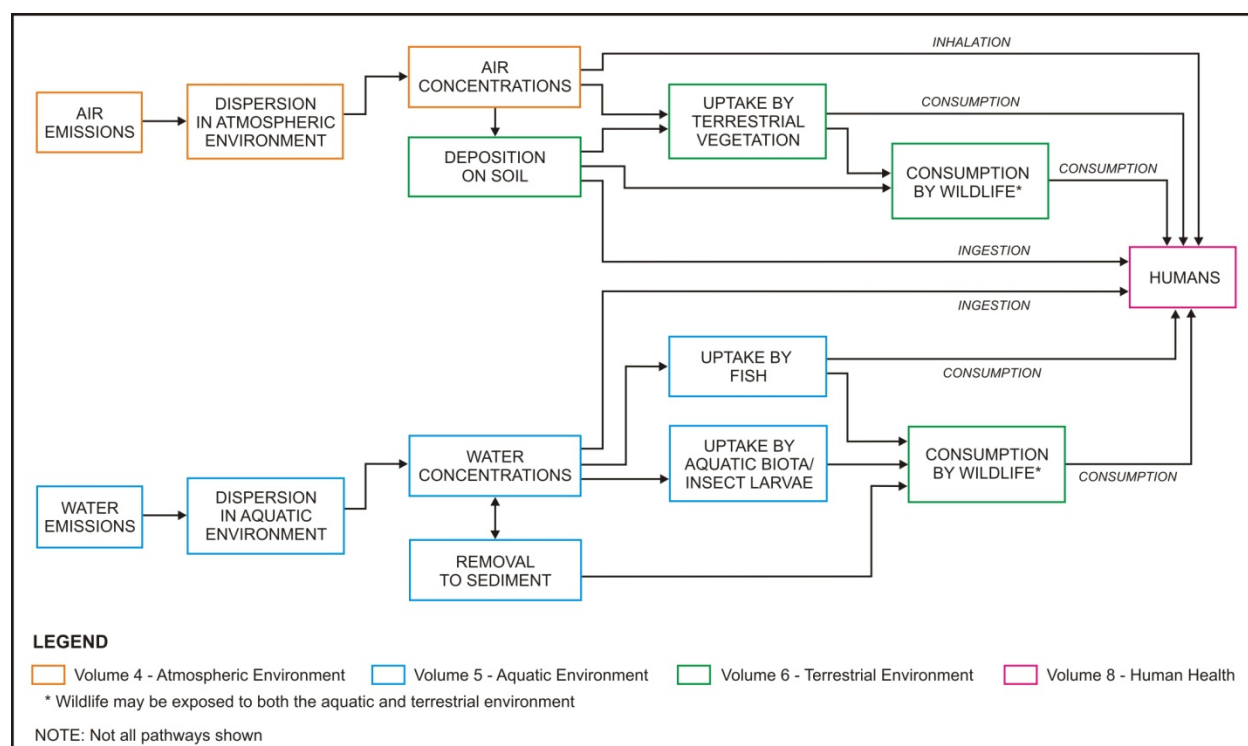 INHALATION
AIR
CONCENTRATIONS
AIR
EMISSIONS
DISPERSION
IN ATMOSPHERIC
ENVIRONMENT
UPTAKE BY
TERRESTRIAL
VEGETATION
CONSUMPTION
DEPOSITION
ON SOIL
CONSUMPTION
BY WILDLIFE*
CONSUMPTION
INGESTION
HUMANS
INGESTION
UPTAKE BY
FISH
CONSUMPTION
WATER
CONCENTRATIONS
UPTAKE BY
AQUATIC BIOTA/
INSECT LARVAE
CONSUMPTION
BY WILDLIFE*
CONSUMPTION
WATER
EMISSIONS
DISPERSION
IN AQUATIC
ENVIRONMENT
REMOVAL
TO SEDIMENT
LEGEND
Volume 4 - Atmospheric Environment
Volume 5 - Aquatic Environment
Volume 6 - Terrestrial Environment
Volume 8 - Human Health
* Wildlife may be exposed to both the aquatic and terrestrial environment
NOTE: Not all pathways shown